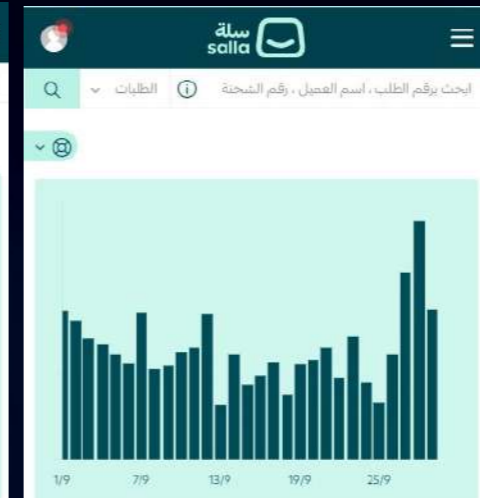 سلة
salla
ابحث برقم الطلب ، اسم العميل ، رقم الشحنة
الطلبات
1/9 7/9 13/9 19/9 25/9